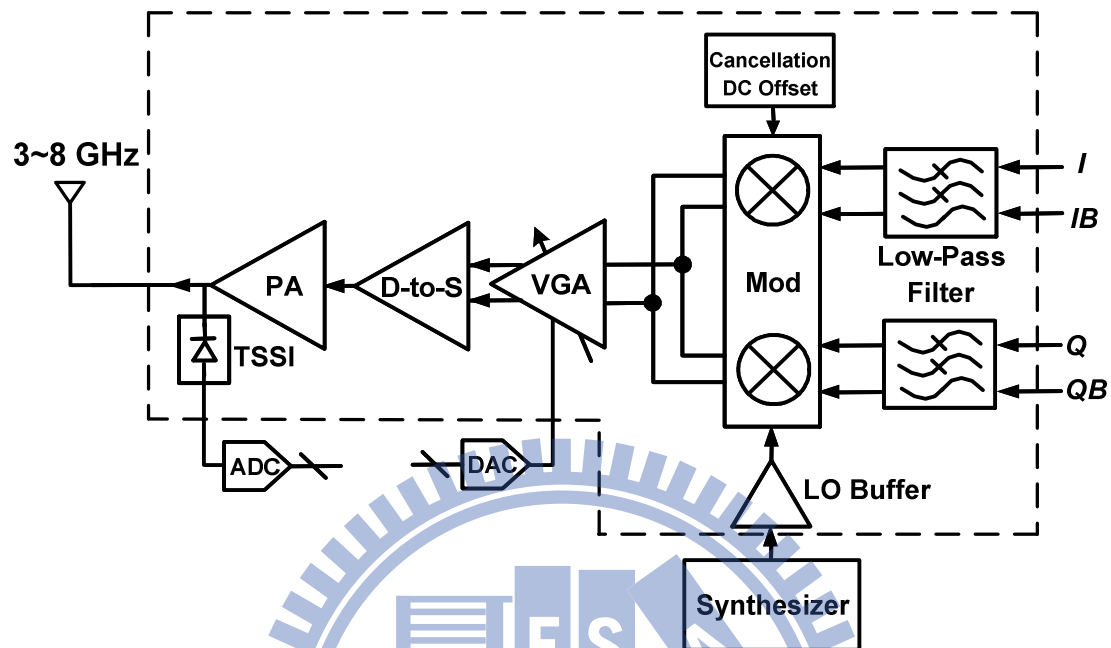 Cancellation
DC Offset
3~8 GHz
I
IB
Low-Pass
Filter
PA
D-to-S
VGA
Mod
TSSI
Q
QB
ADC
DAC
LO Buffer
Synthesizer
E S A